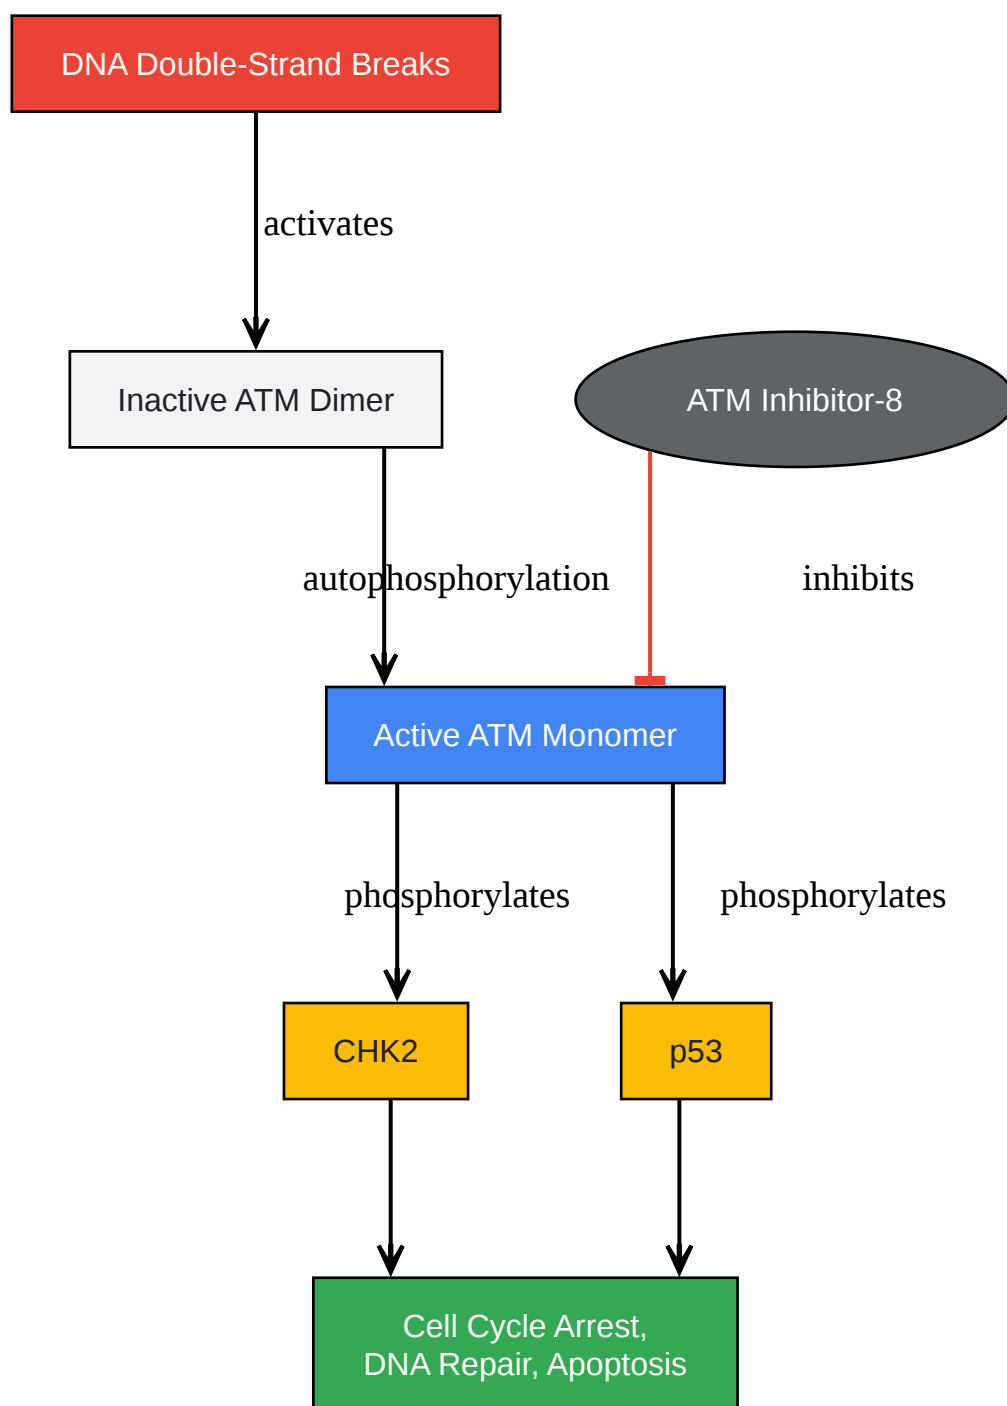 DNA Double-Strand Breaks
activates
Inactive ATM Dimer
ATM Inhibitor-8
autophosphorylation
inhibits
Active ATM Monomer
phosphorylates
phosphorylates
CHK2
p53
Cell Cycle Arrest,
DNA Repair, Apoptosis